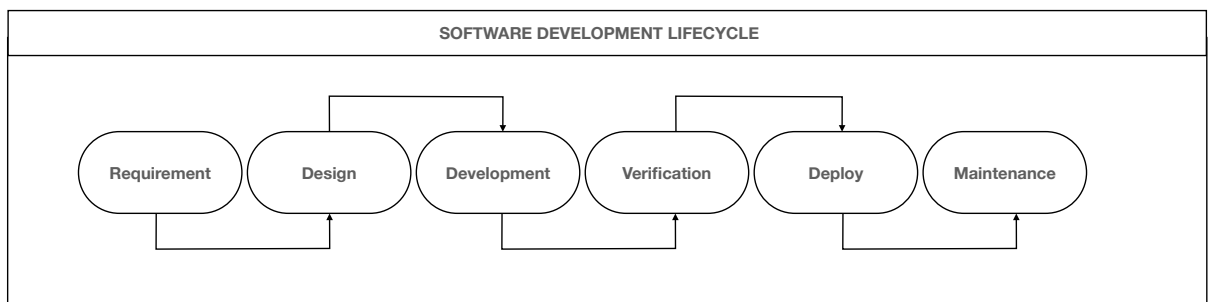 SOFTWARE DEVELOPMENT LIFECYCLE
Requirement
Design
Development
Verification
Deploy
Maintenance